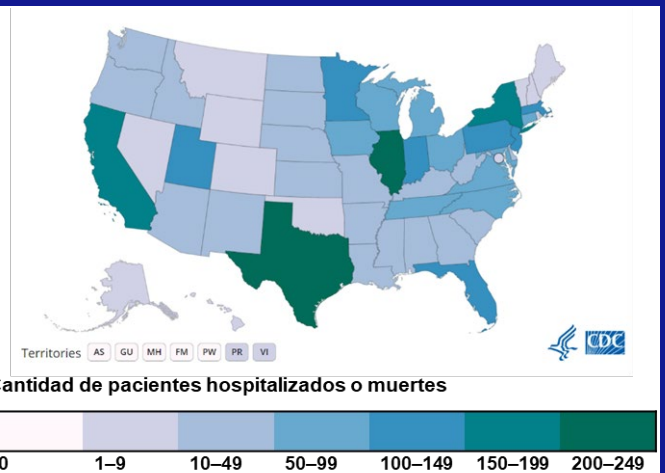 Territories AS GU MH FM PW PR VI
CDC
antidad de pacientes hospitalizados o muertes
0 1–9 10–49 50–99 100–149 150–199 200–249